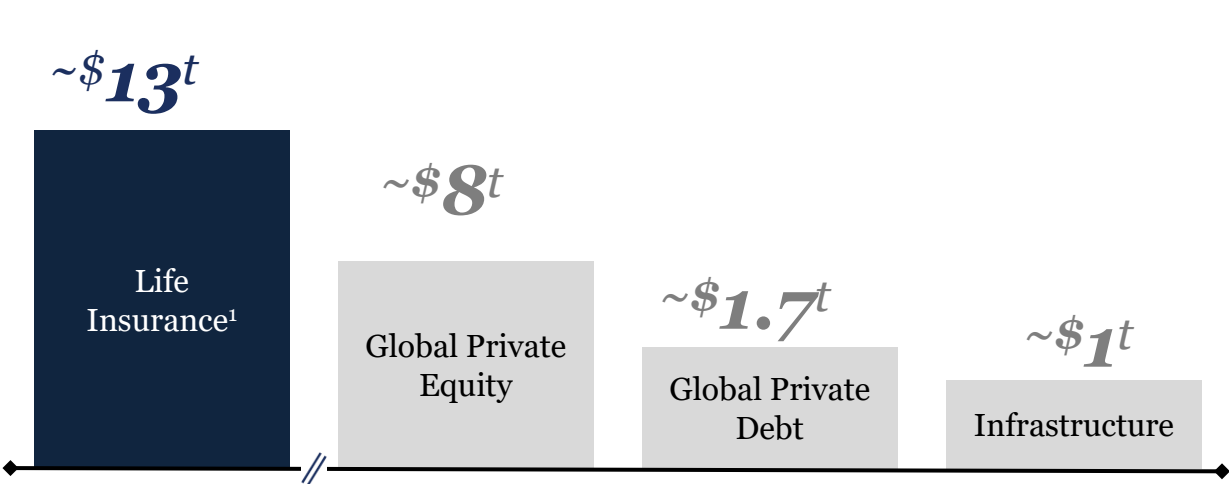 ~$13t
Life
Insurance¹
~$8t
Global Private
Equity
~$1.7t
Global Private
Debt
~$1t
Infrastructure